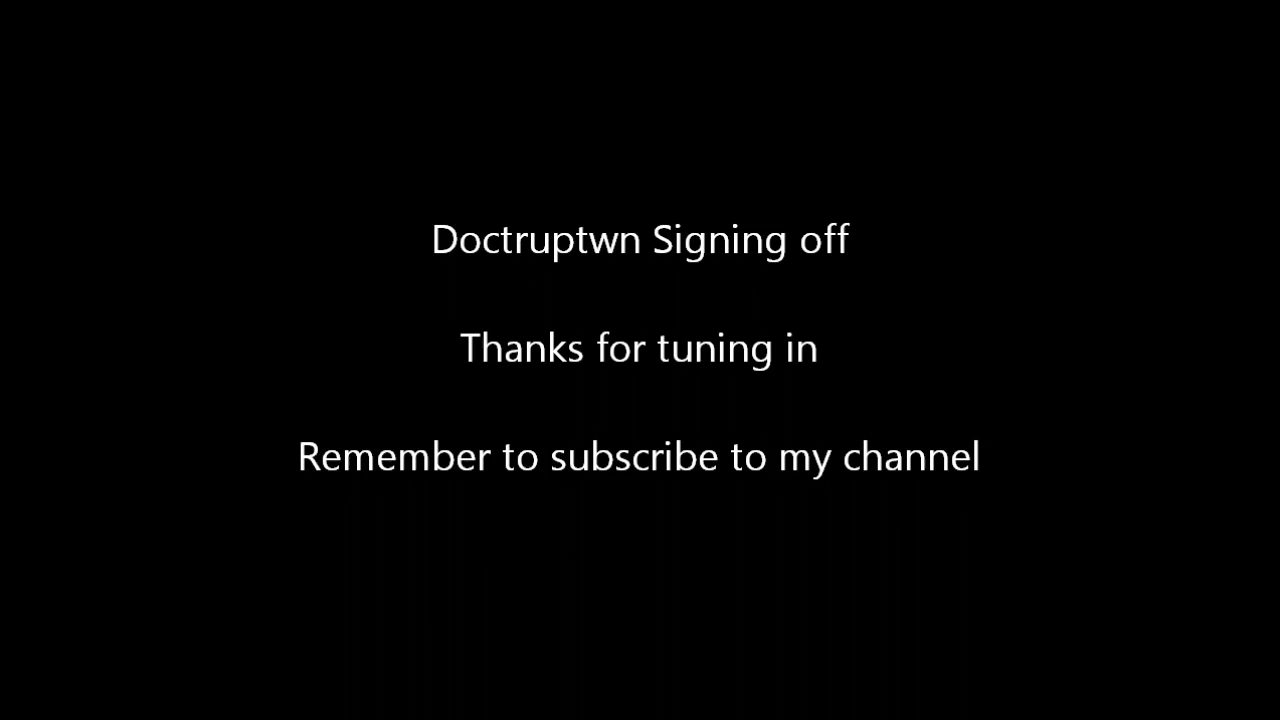 Doctruptwn Signing off
Thanks for tuning in
Remember to subscribe to my channel